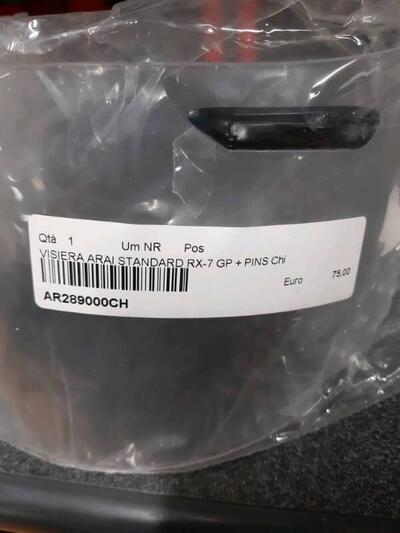 Qtà 1 Um NR Pos
VISIERA ARAI STANDARD RX-7 GP + PINS Chi
Euro 75,00
AR289000CH